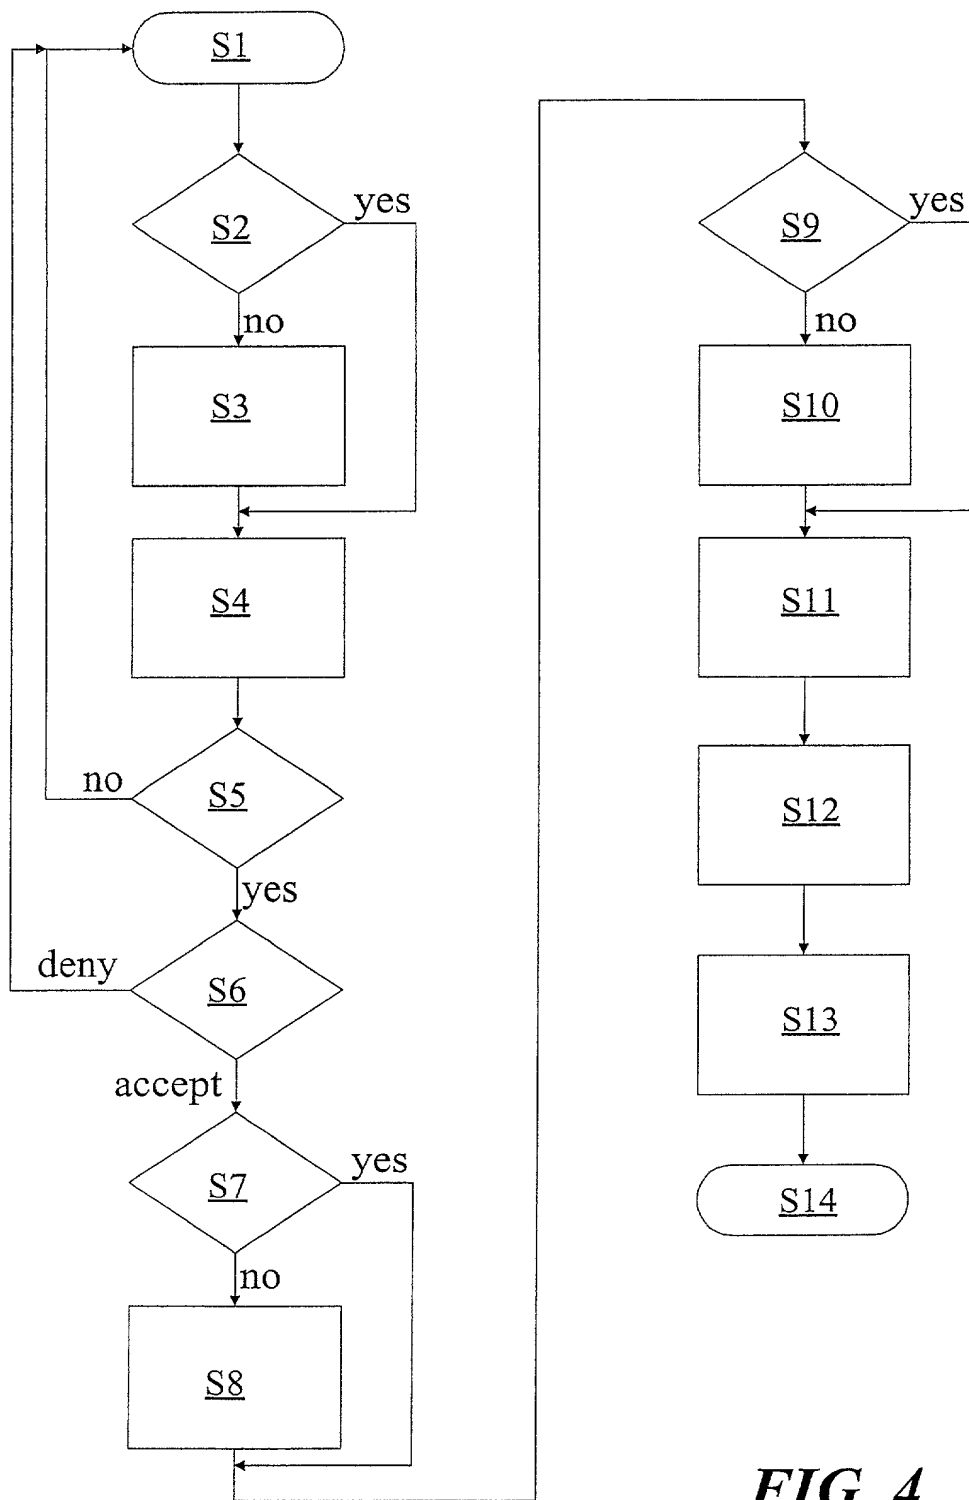 S1
S2
yes
no
S3
S4
S5
no
yes
S6
deny
accept
S7
yes
no
S8
S9
yes
no
S10
S11
S12
S13
S14
FIG. 4